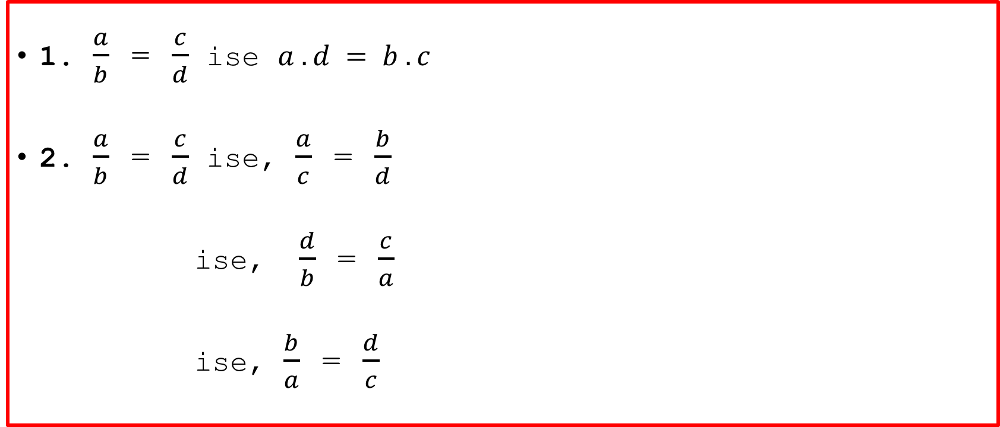 • 1. a/b = c/d ise a.d = b.c
• 2. a/b = c/d ise, a/c = b/d
ise, d/b = c/a
ise, b/a = d/c